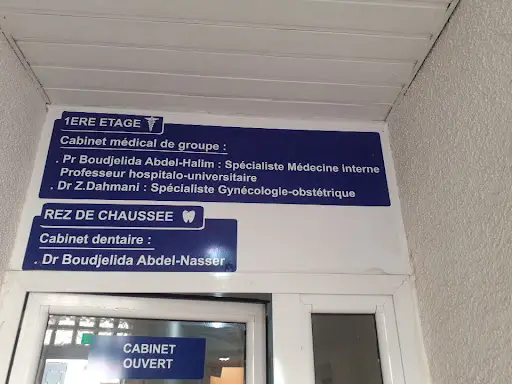 1ERE ETAGE
Cabinet médical de groupe :
. Pr Boudjelida Abdel-Halim : Spécialiste Médecine interne
Professeur hospitalo-universitaire
. Dr Z.Dahmani : Spécialiste Gynécologie-obstétrique
REZ DE CHAUSSEE
Cabinet dentaire :
. Dr Boudjelida Abdel-Nasser
CABINET
OUVERT